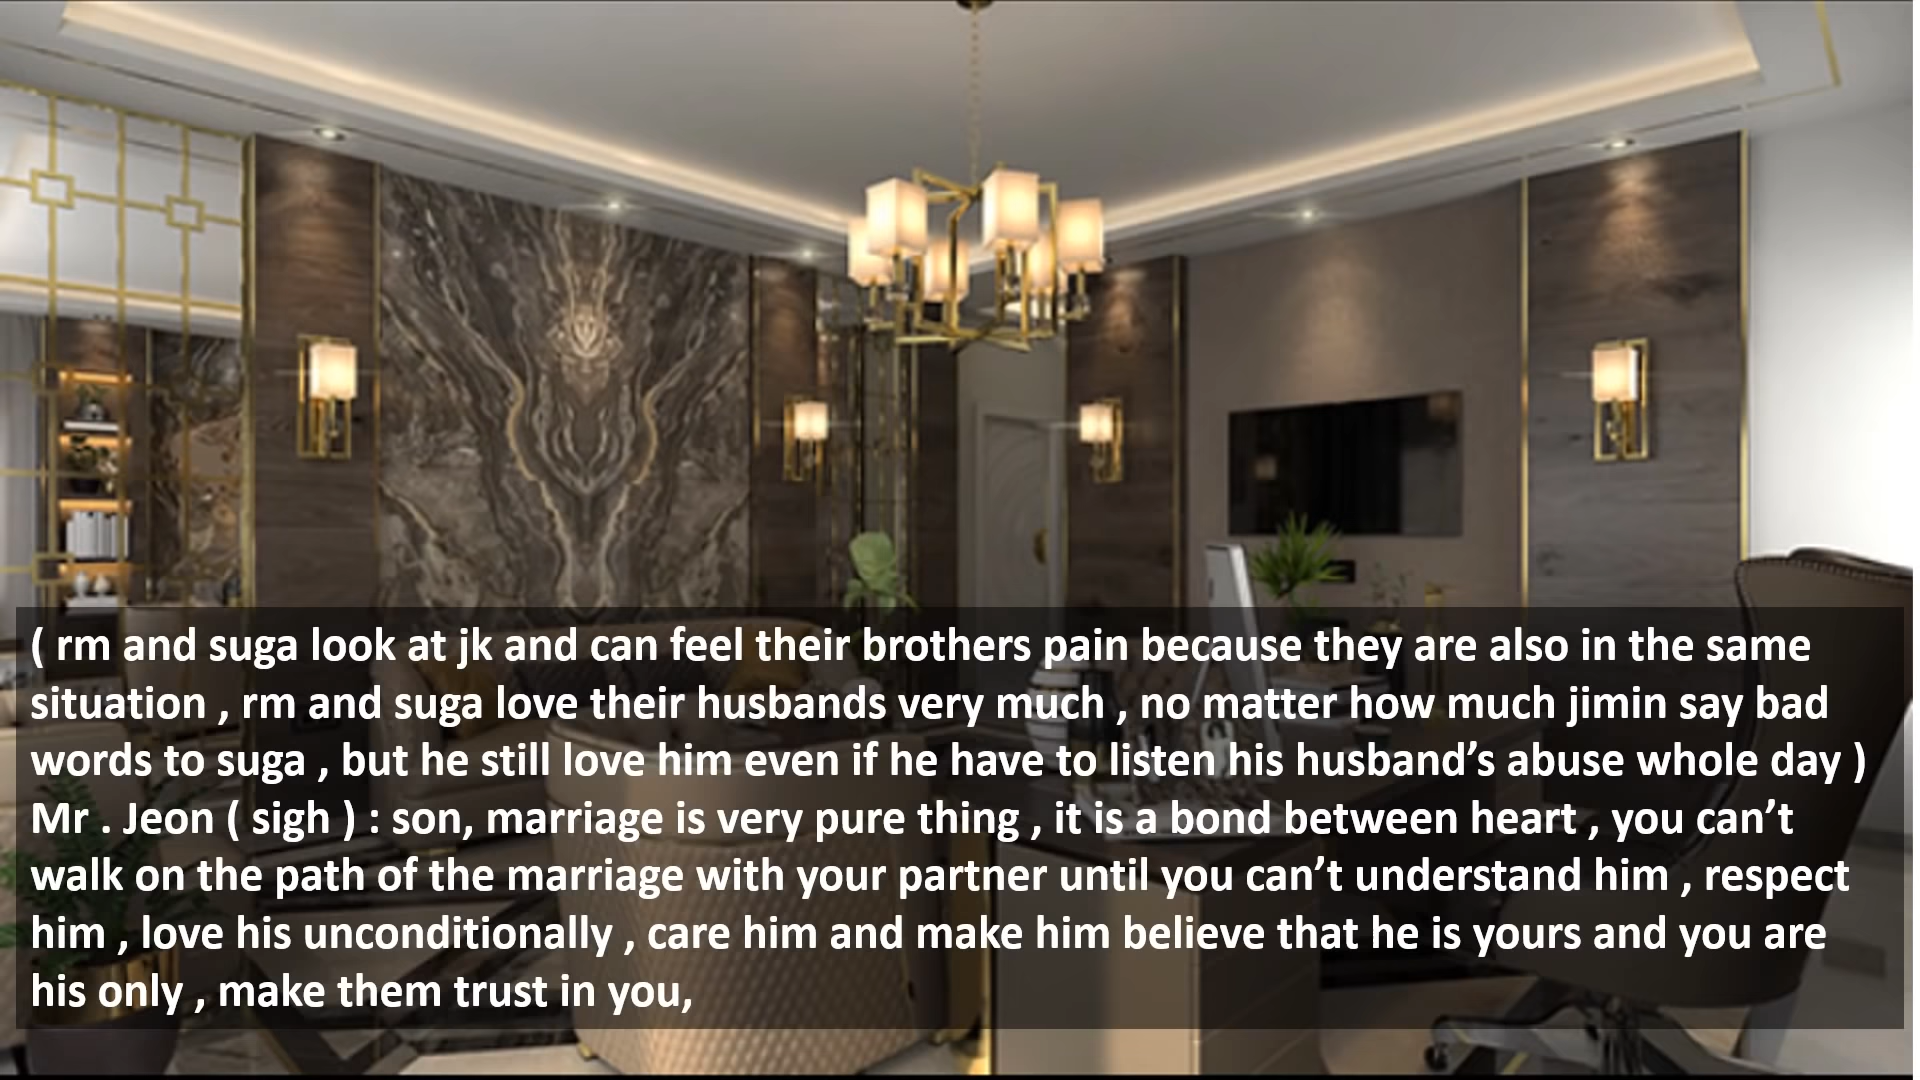 ( rm and suga look at jk and can feel their brothers pain because they are also in the same
situation , rm and suga love their husbands very much , no matter how much jimin say bad
words to suga , but he still love him even if he have to listen his husband’s abuse whole day )
Mr . Jeon ( sigh ) : son, marriage is very pure thing , it is a bond between heart , you can’t
walk on the path of the marriage with your partner until you can’t understand him , respect
him , love his unconditionally , care him and make him believe that he is yours and you are
his only , make them trust in you,